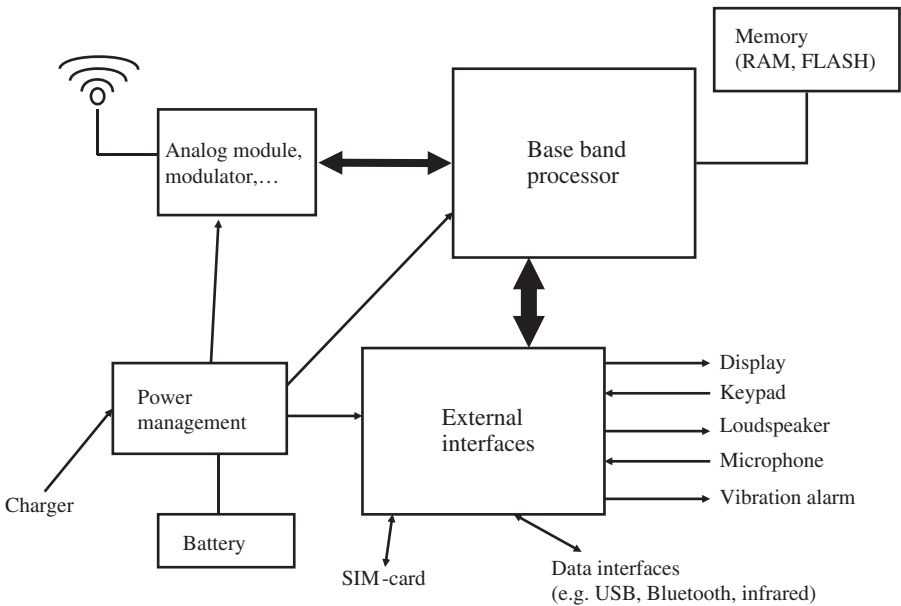 Memory
(RAM, FLASH)
Analog module,
modulator,…
Base band
processor
Power
management
External
interfaces
Display
Keypad
Loudspeaker
Microphone
Vibration alarm
Charger
Battery
SIM-card
Data interfaces
(e.g. USB, Bluetooth, infrared)